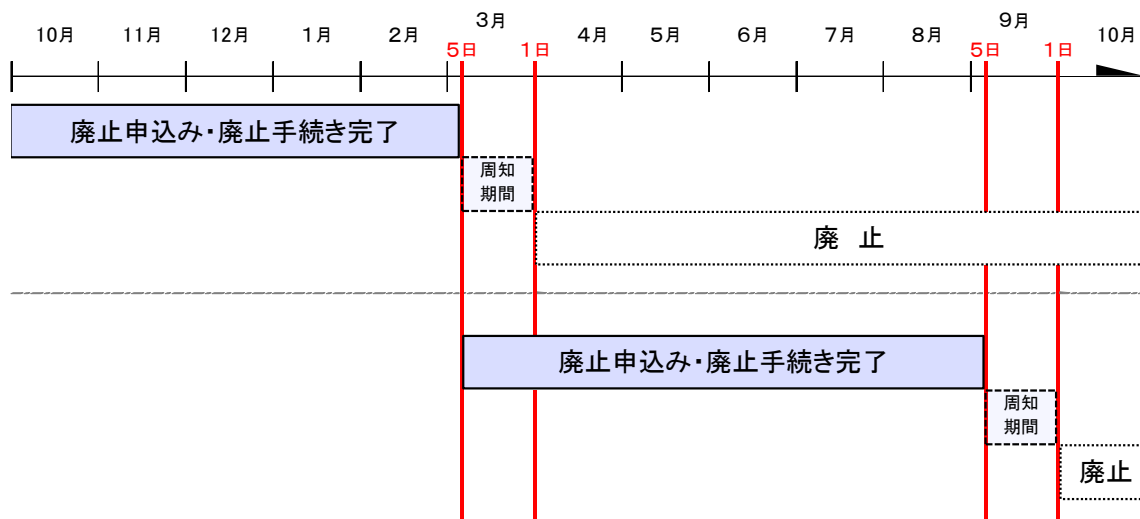 10月 11月 12月 1月 2月 3月 4月 5月 6月 7月 8月 9月 10月
5日 1日 5日 1日
廃止申込み・廃止手続き完了
周知
期間
廃 止
廃止申込み・廃止手続き完了
周知
期間
廃止